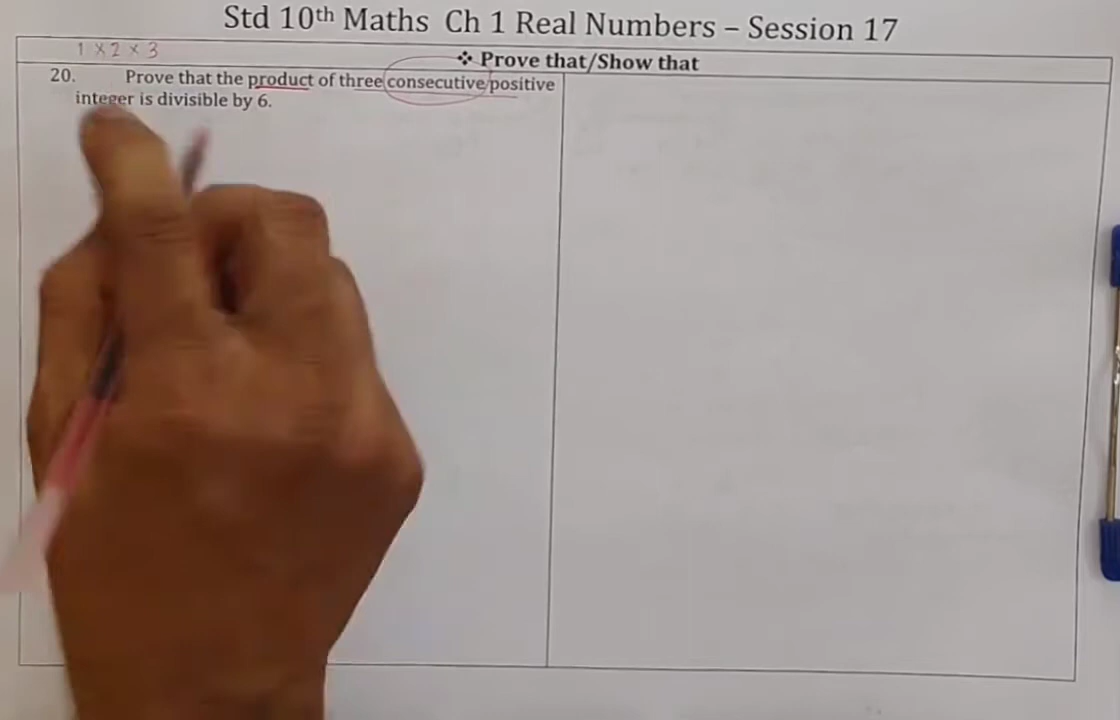 Std 10th Maths Ch 1 Real Numbers – Session 17
1 × 2 × 3
❖ Prove that/Show that
20. Prove that the product of three consecutive positive
integer is divisible by 6.